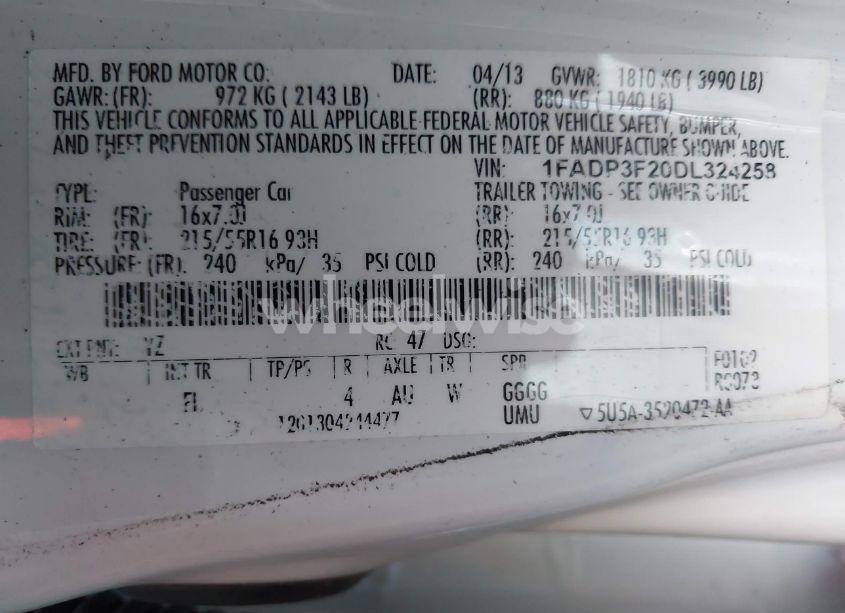 MFD. BY FORD MOTOR CO. DATE: 04/13 GVWR: 1810 KG ( 3990 LB)
GAWR: (FR): 972 KG ( 2143 LB) (RR): 880 KG ( 1940 LB)
THIS VEHICLE CONFORMS TO ALL APPLICABLE FEDERAL MOTOR VEHICLE SAFETY, BUMPER,
AND THEFT PREVENTION STANDARDS IN EFFECT ON THE DATE OF MANUFACTURE SHOWN ABOVE.
VIN: 1FADP3F20DL324258
TYPE: Passenger Car TRAILER TOWING - SEE OWNER GUIDE
RIM: (FR): 16x7.0J (RR): 16x7.0J
TIRE: (FR): 215/55R16 93H (RR): 215/55R16 93H
PRESSURE: (FR): 240 kPa/ 35 PSI COLD (RR): 240 kPa/ 35 PSI COLD
wheelwise
EXT PNT: YZ RC: 47 DSO:
WB INT TR TP/PS R AXLE TR SPR
4 W GGGG
UMU 5U5A-3520472-AA